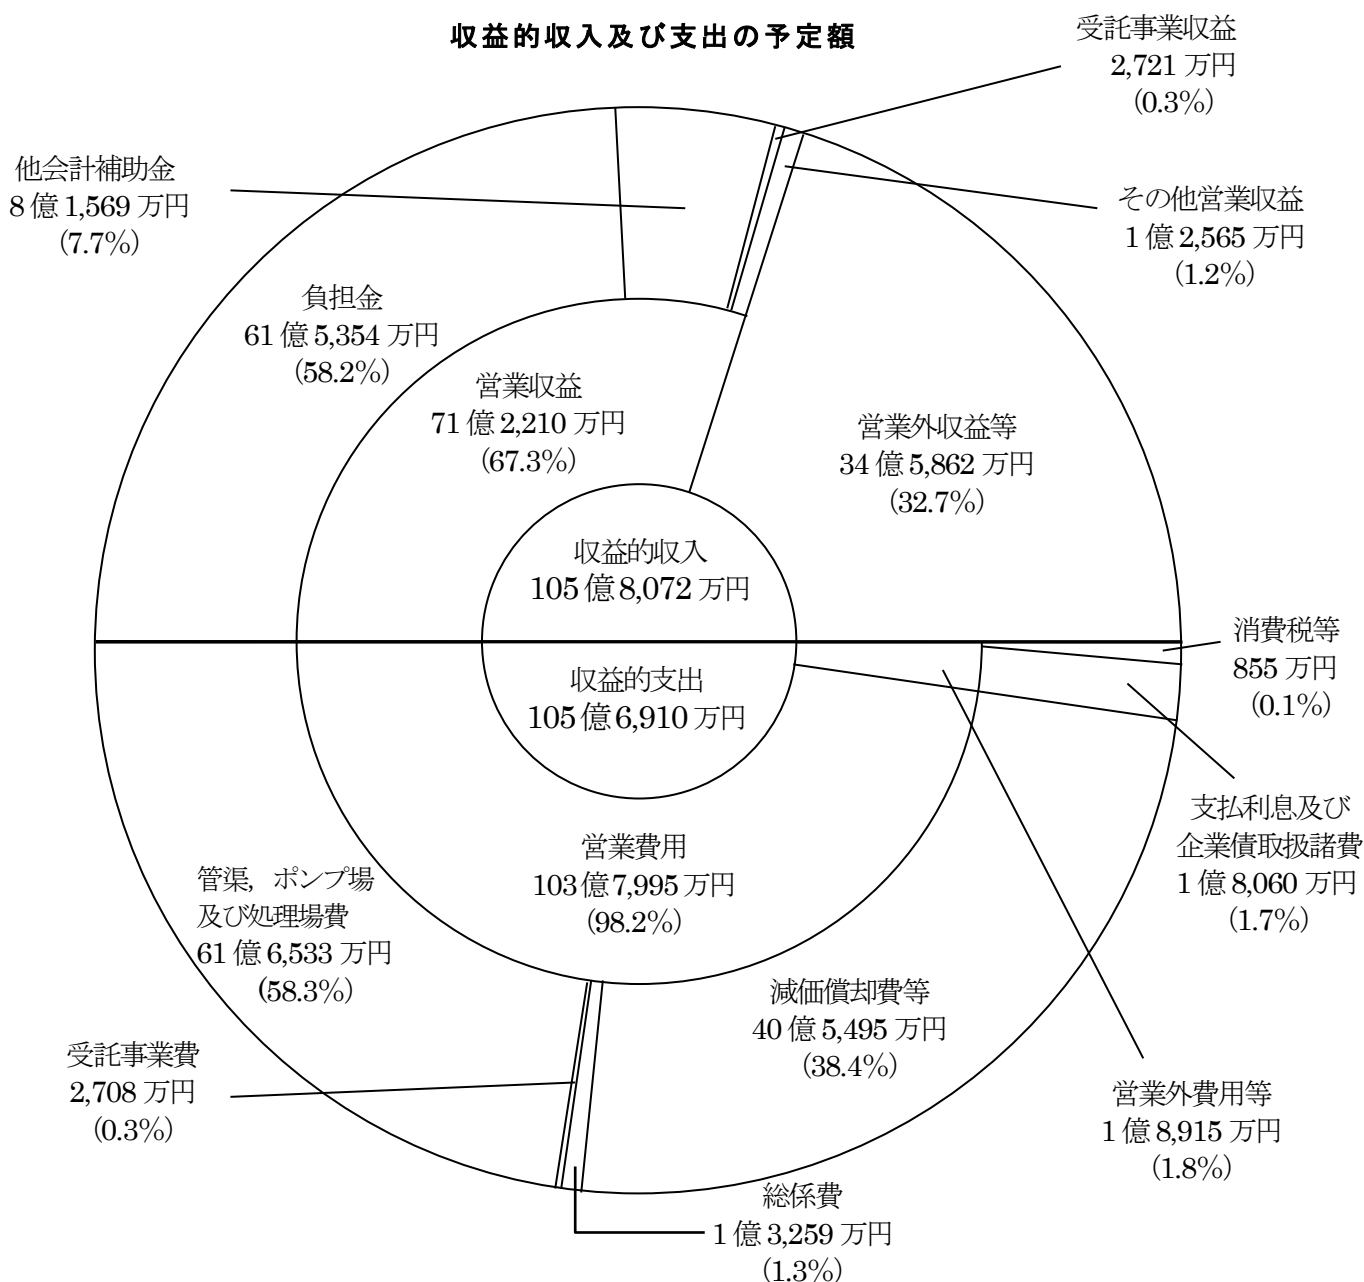 収益的収入及び支出の予定額
受託事業収益
2,721 万円
(0.3%)
他会計補助金
8 億 1,569 万円
(7.7%)
その他営業収益
1 億 2,565 万円
(1.2%)
負担金
61 億 5,354 万円
(58.2%)
営業収益
71 億 2,210 万円
(67.3%)
営業外収益等
34 億 5,862 万円
(32.7%)
収益的収入
105 億 8,072 万円
収益的支出
105 億 6,910 万円
消費税等
855 万円
(0.1%)
支払利息及び
企業債取扱諸費
1 億 8,060 万円
(1.7%)
営業費用
103 億 7,995 万円
(98.2%)
管渠，ポンプ場
及び処理場費
61 億 6,533 万円
(58.3%)
減価償却費等
40 億 5,495 万円
(38.4%)
受託事業費
2,708 万円
(0.3%)
営業外費用等
1 億 8,915 万円
(1.8%)
総係費
1 億 3,259 万円
(1.3%)